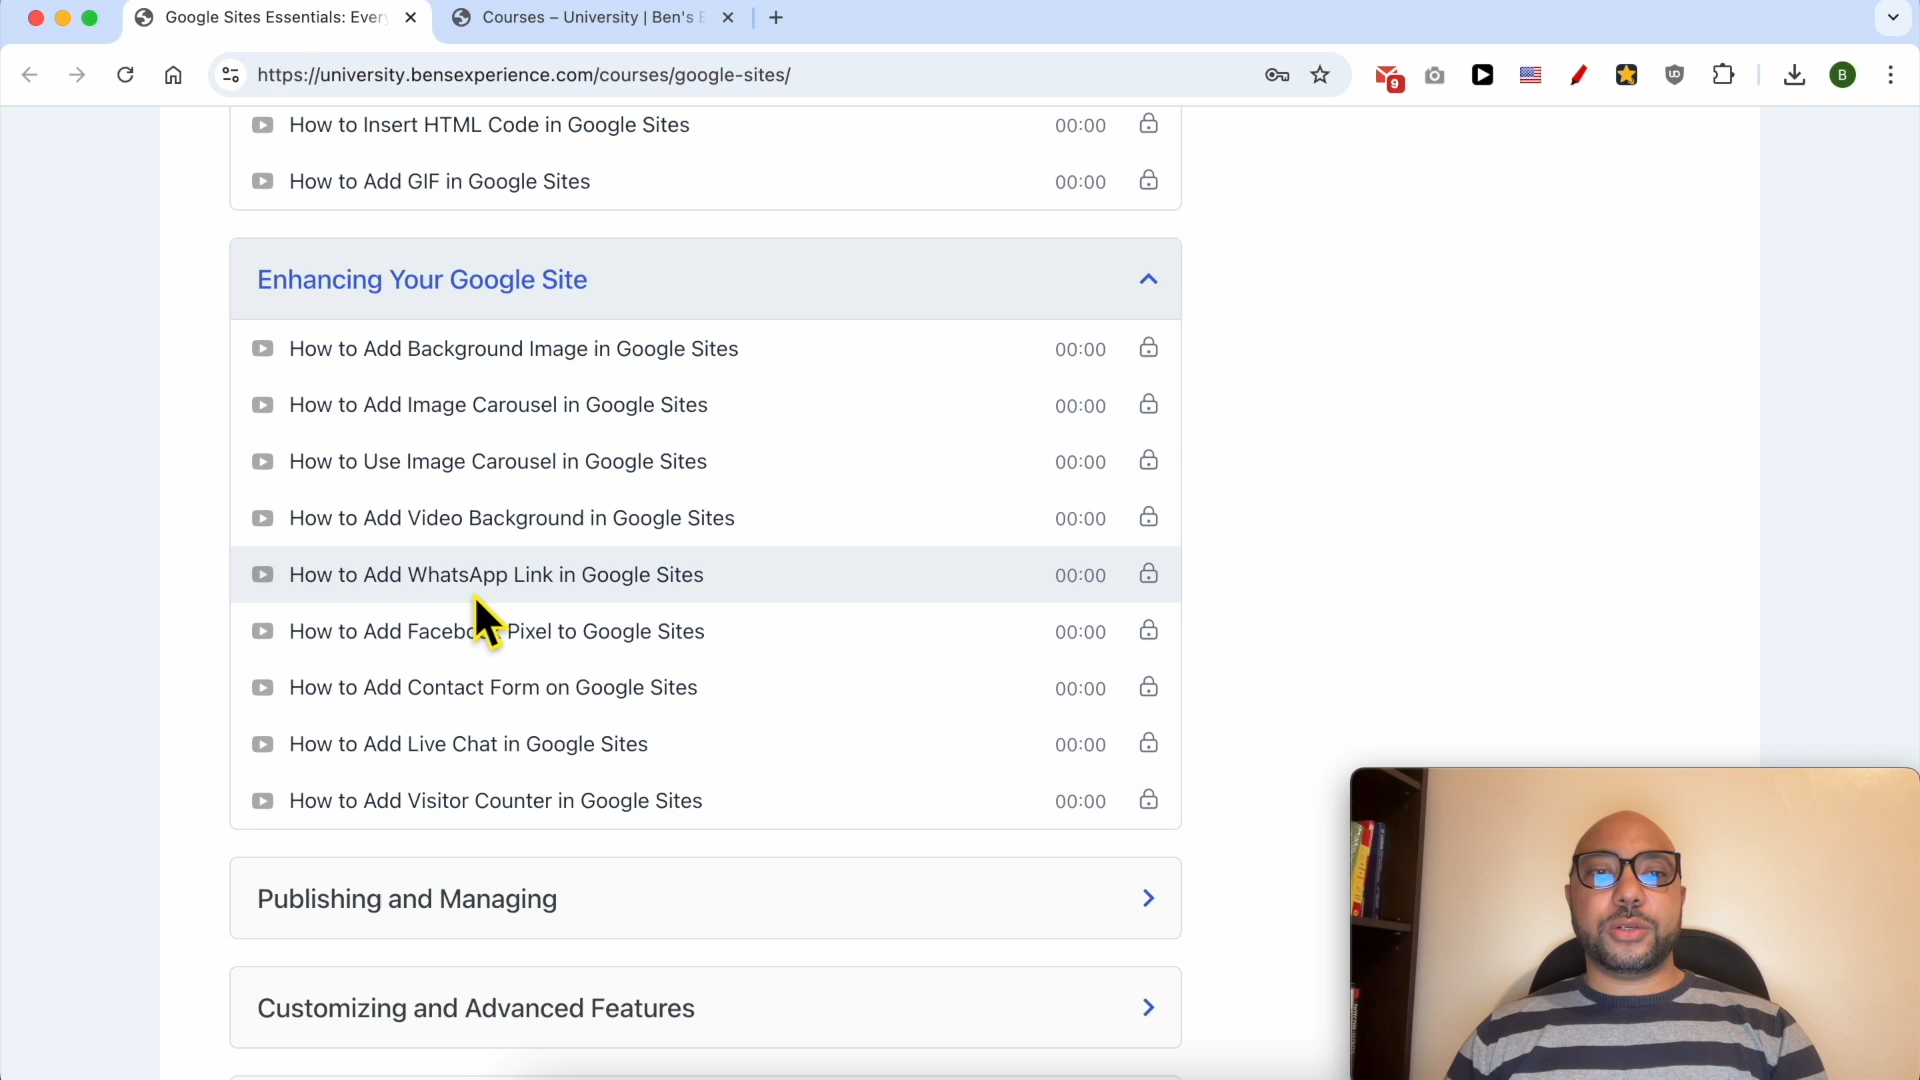 Google Sites Essentials: Ever
Courses – University | Ben's E
https://university.bensexperience.com/courses/google-sites/
9
B
How to Insert HTML Code in Google Sites 00:00
How to Add GIF in Google Sites 00:00
Enhancing Your Google Site
How to Add Background Image in Google Sites 00:00
How to Add Image Carousel in Google Sites 00:00
How to Use Image Carousel in Google Sites 00:00
How to Add Video Background in Google Sites 00:00
How to Add WhatsApp Link in Google Sites 00:00
How to Add Facebook Pixel to Google Sites 00:00
How to Add Contact Form on Google Sites 00:00
How to Add Live Chat in Google Sites 00:00
How to Add Visitor Counter in Google Sites 00:00
Publishing and Managing
Customizing and Advanced Features